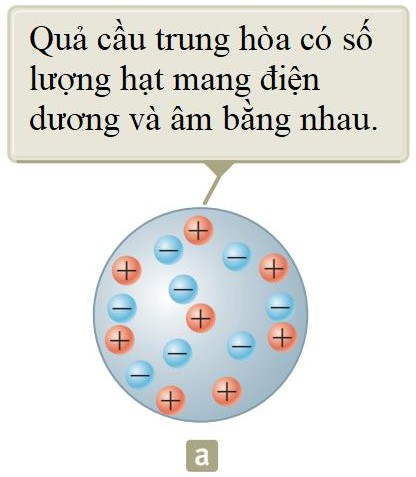 Quả cầu trung hòa có số
lượng hạt mang điện
dương và âm bằng nhau.
+
− −
+ +
−
− −
+
+ +
− −
−
+ +
a